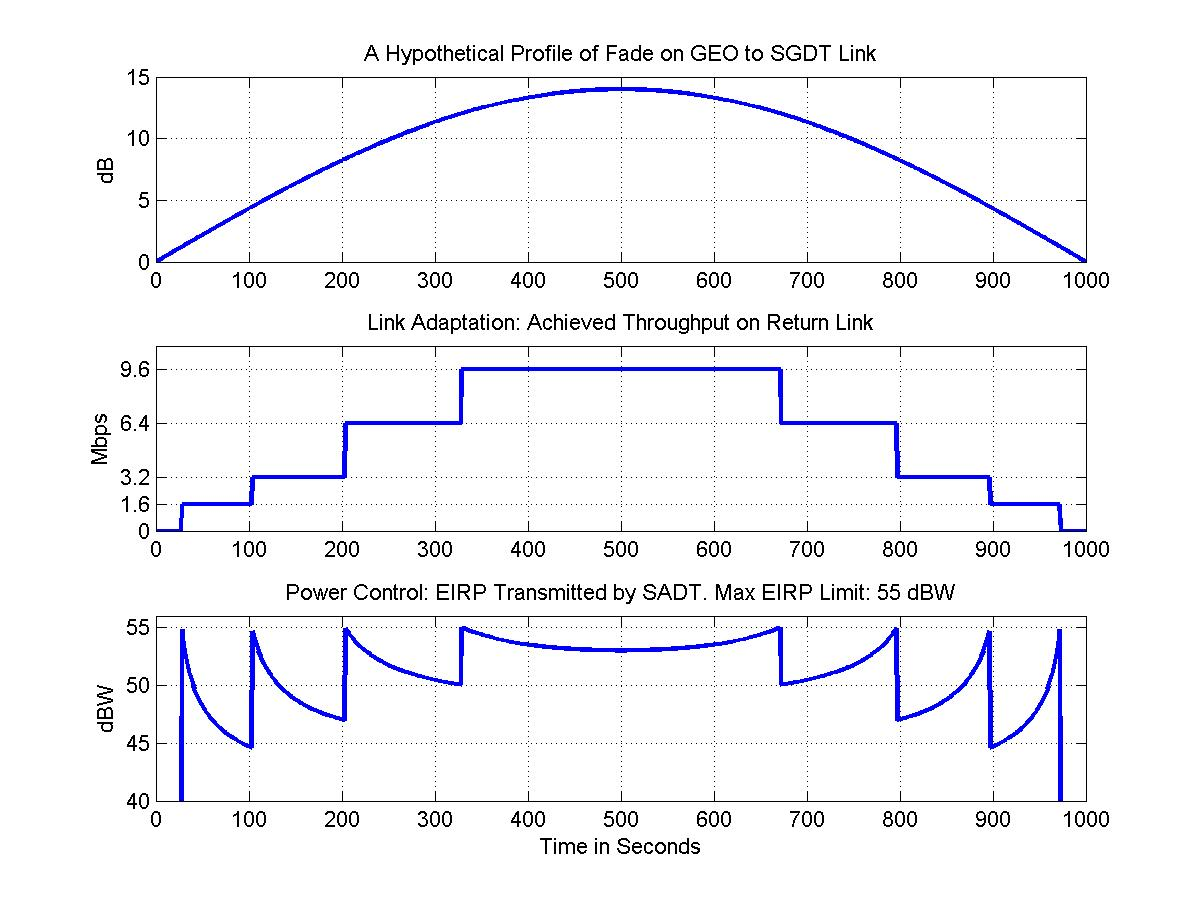 A Hypothetical Profile of Fade on GEO to SGDT Link
15
10
5
0
dB
0 100 200 300 400 500 600 700 800 900 1000
Link Adaptation: Achieved Throughput on Return Link
9.6
6.4
3.2
1.6
0
Mbps
0 100 200 300 400 500 600 700 800 900 1000
Power Control: EIRP Transmitted by SADT. Max EIRP Limit: 55 dBW
55
50
45
40
dBW
0 100 200 300 400 500 600 700 800 900 1000
Time in Seconds